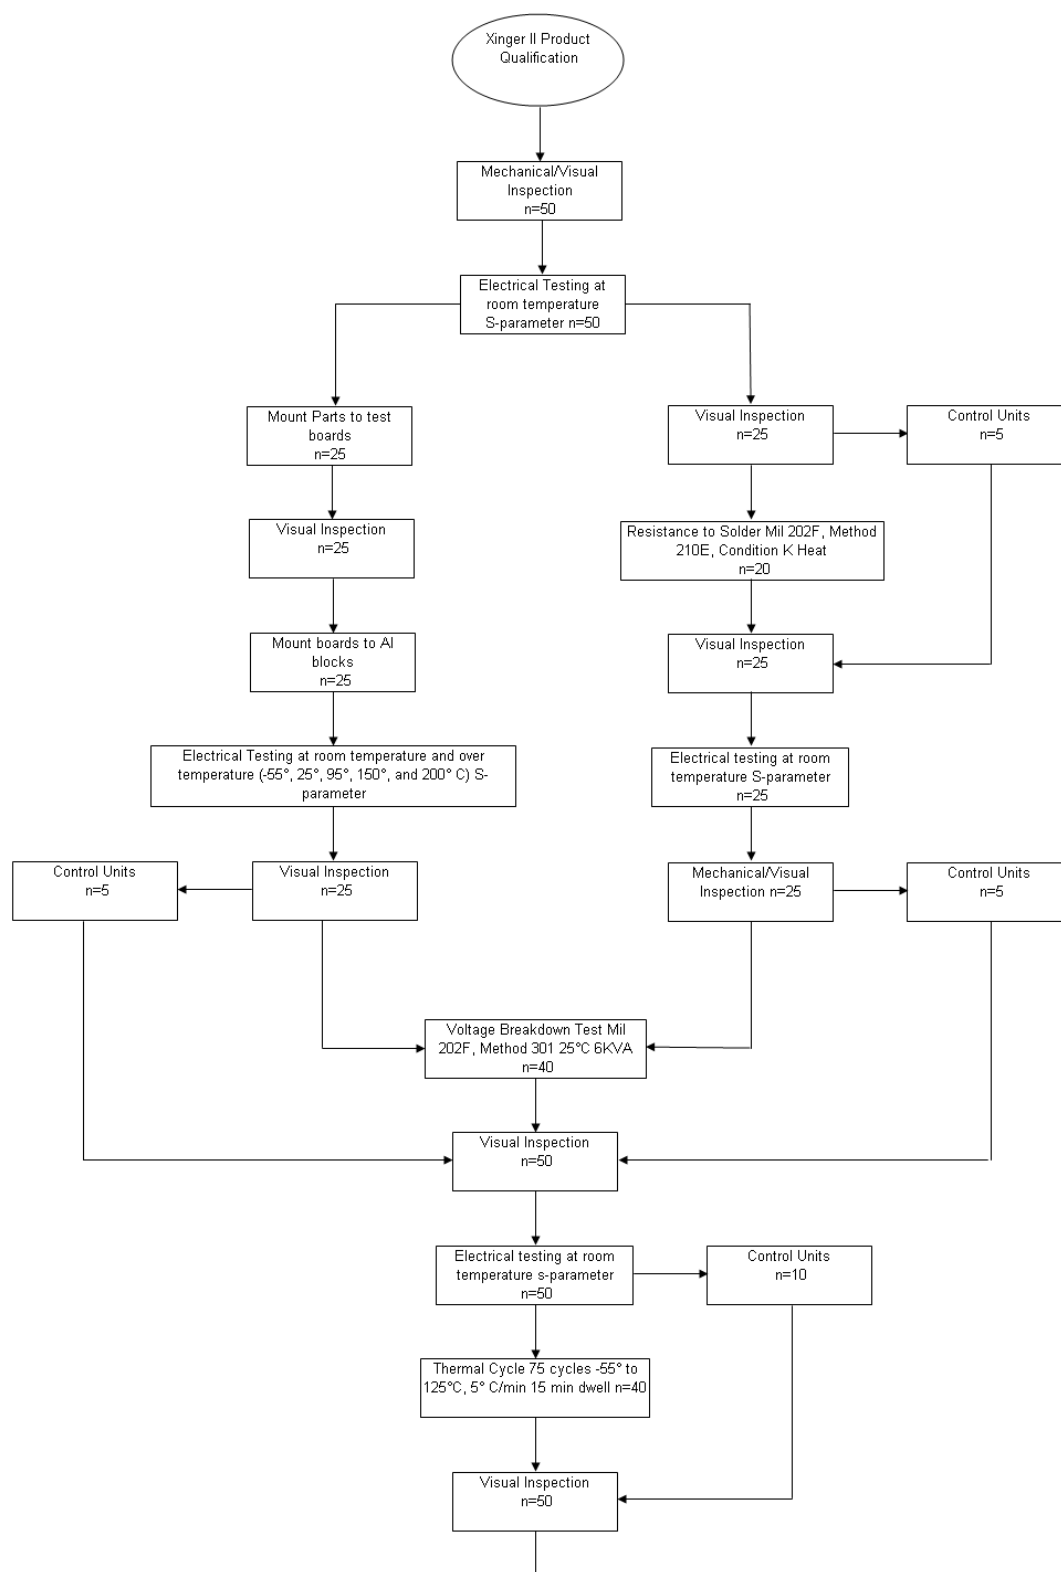 Xinger II Product
Qualification
Mechanical/Visual
Inspection
n=50
Electrical Testing at
room temperature
S-parameter n=50
Mount Parts to test
boards
n=25
Visual Inspection
n=25
Control Units
n=5
Visual Inspection
n=25
Resistance to Solder Mil 202F, Method
210E, Condition K Heat
n=20
Mount boards to Al
blocks
n=25
Visual Inspection
n=25
Electrical Testing at room temperature and over
temperature (-55°, 25°, 95°, 150°, and 200° C) S-
parameter
Electrical testing at room
temperature S-parameter
n=25
Control Units
n=5
Visual Inspection
n=25
Mechanical/Visual
Inspection n=25
Control Units
n=5
Voltage Breakdown Test Mil
202F, Method 301 25°C 6KVA
n=40
Visual Inspection
n=50
Electrical testing at room
temperature s-parameter
n=50
Control Units
n=10
Thermal Cycle 75 cycles -55° to
125°C, 5° C/min 15 min dwell n=40
Visual Inspection
n=50